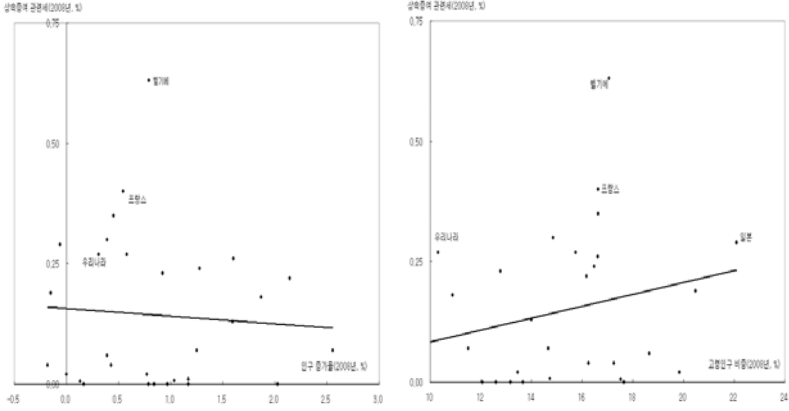 상속증여 관련세(2008년, %)
0.75
벨기에
0.50
프랑스
우리나라
0.25
인구 증가율(2008년, %)
0.00
-0.5 0.0 0.5 1.0 1.5 2.0 2.5 3.0
상속증여 관련세(2008년, %)
0.75
벨기에
0.50
프랑스
우리나라
일본
0.25
고령인구 비중(2008년, %)
0.00
10 12 14 16 18 20 22 24